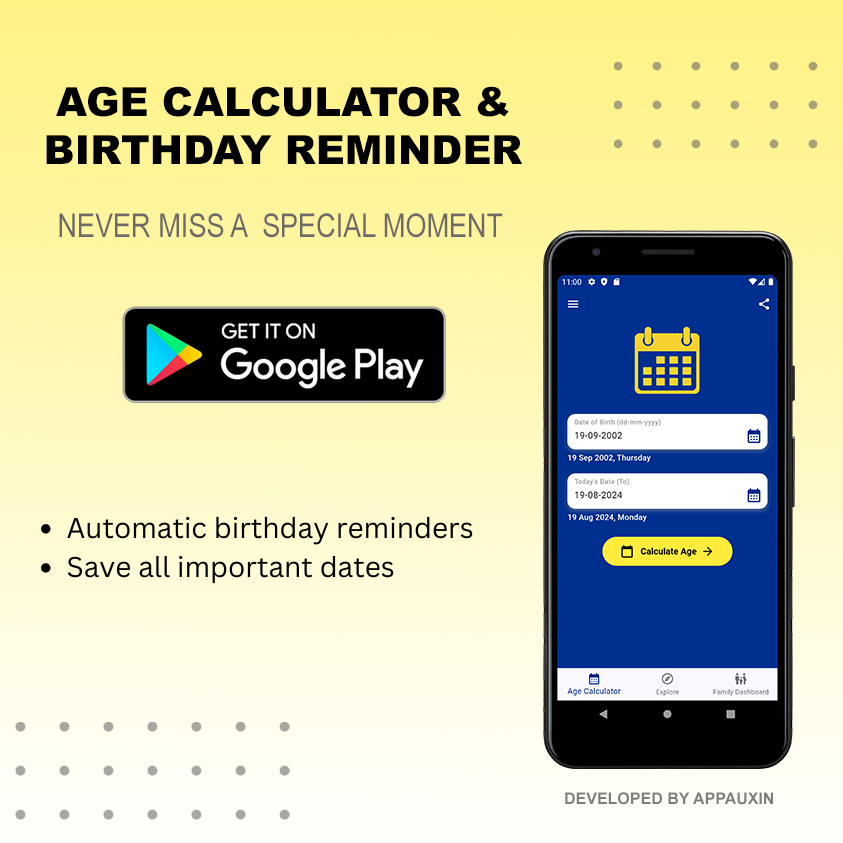 AGE CALCULATOR &
BIRTHDAY REMINDER
NEVER MISS A SPECIAL MOMENT
GET IT ON
Google Play
• Automatic birthday reminders
• Save all important dates
11:00
Date of Birth (dd-mm-yyyy)
19-09-2002
19 Sep 2002, Thursday
Today's Date (To)
19-08-2024
19 Aug 2024, Monday
Calculate Age →
Age Calculator
Explore
Family Dashboard
DEVELOPED BY APPAUXIN